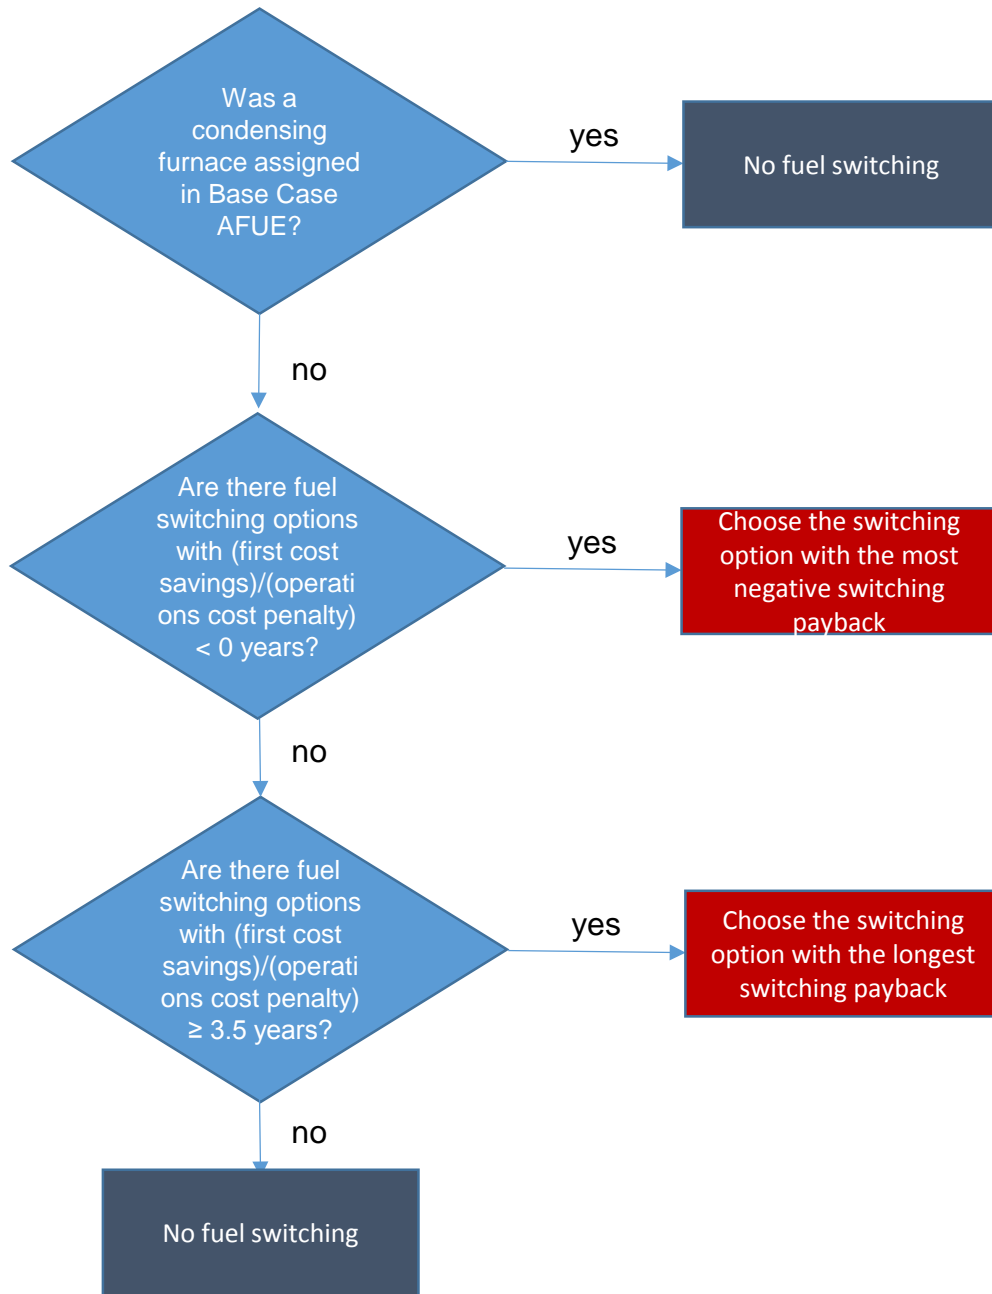 Was a
condensing
furnace assigned
in Base Case
AFUE?
yes
No fuel switching
no
Are there fuel
switching options
with (first cost
savings)/(operati
ons cost penalty)
< 0 years?
yes
Choose the switching
option with the most
negative switching
payback
no
Are there fuel
switching options
with (first cost
savings)/(operati
ons cost penalty)
≥ 3.5 years?
yes
Choose the switching
option with the longest
switching payback
no
No fuel switching